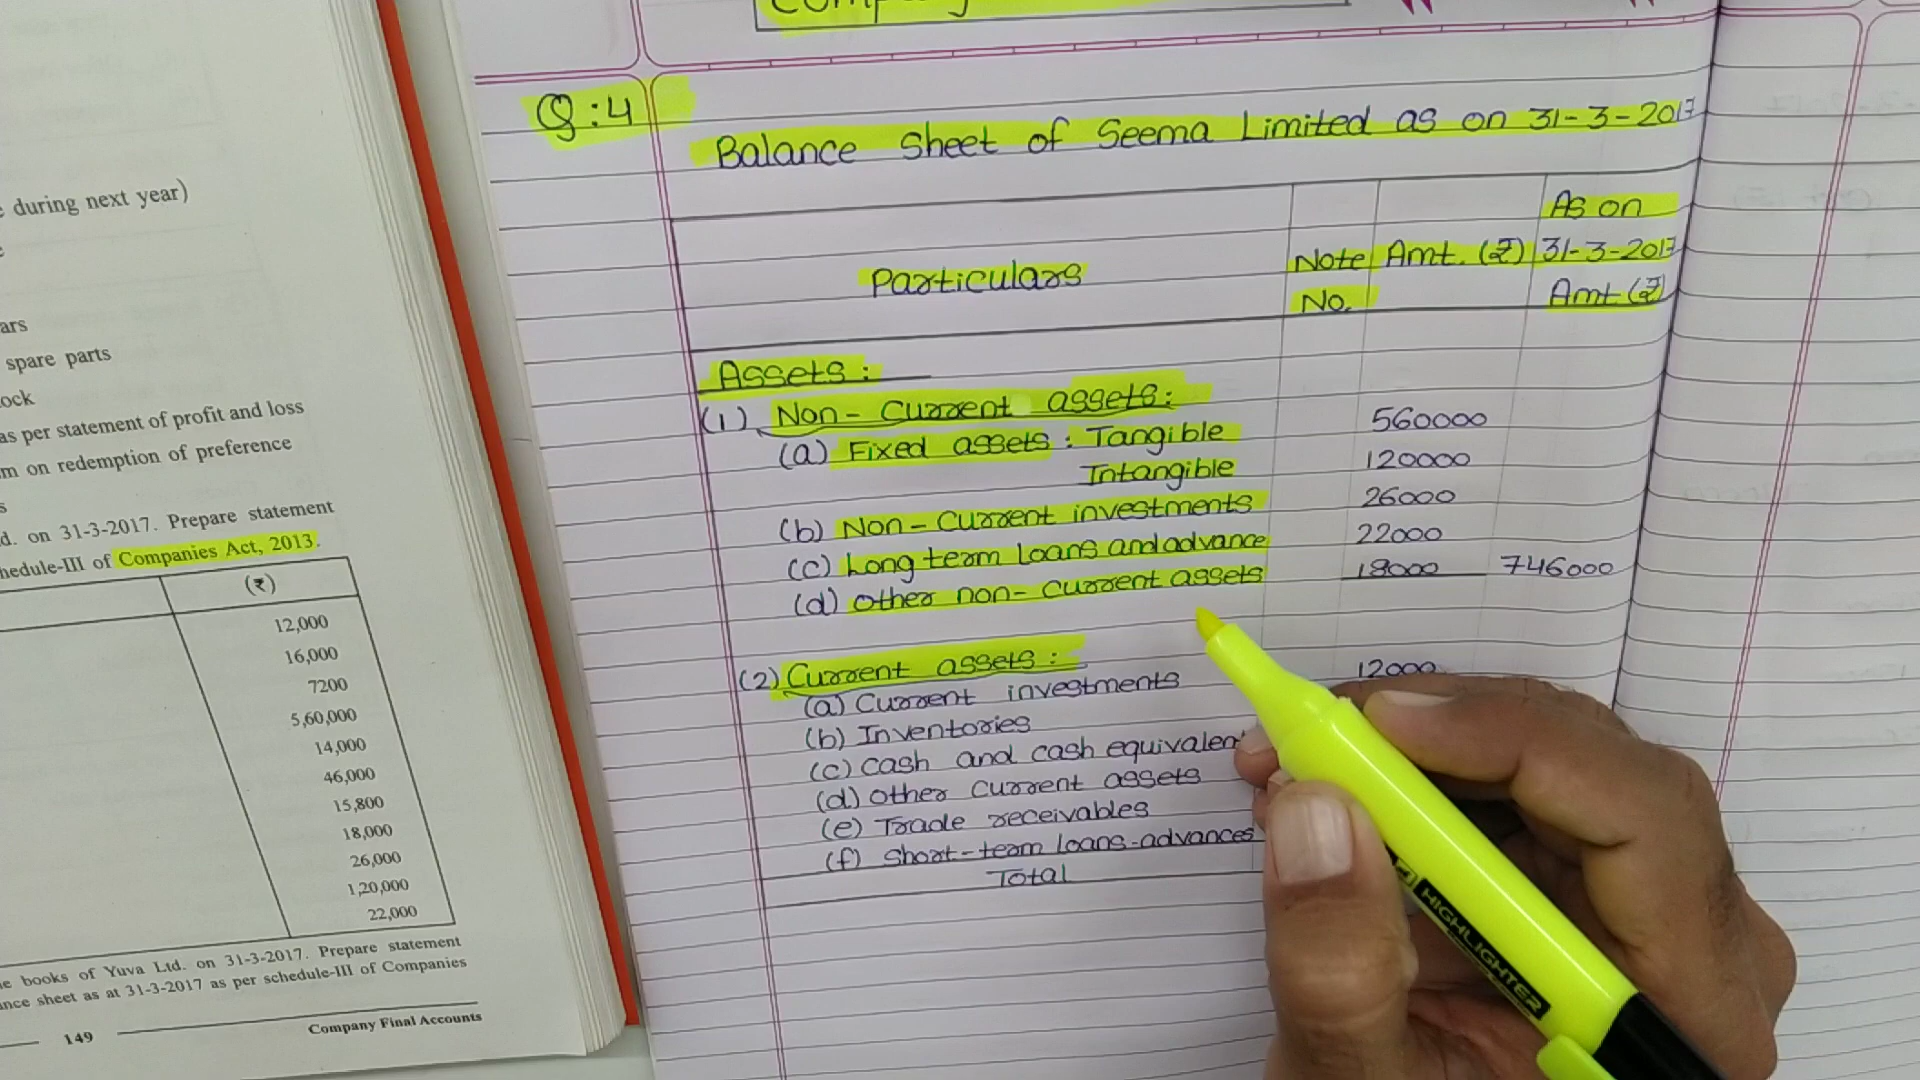 during next year)
ars
spare parts
ock
as per statement of profit and loss
m on redemption of preference
s
d. on 31-3-2017. Prepare statement
hedule-III of Companies Act, 2013.
(₹)
12,000
16,000
7200
5,60,000
14,000
46,000
15,800
18,000
26,000
1,20,000
22,000
e books of Yuva Ltd. on 31-3-2017. Prepare statement
ance sheet as at 31-3-2017 as per schedule-III of Companies
149 Company Final Accounts
Q:4
Balance Sheet of Seema Limited as on 31-3-2017
Particulars Note No. Amt. (₹) As on 31-3-2017 Amt (₹)
Assets:
(1) Non-Current assets:
(a) Fixed assets: Tangible 560000
Intangible 120000
(b) Non-Current investments 26000
(c) Long term loans and advance 22000
(d) Other non-current assets 18000 746000
(2) Current assets:
(a) Current investments 12000
(b) Inventories
(c) Cash and cash equivalen
(d) Other current assets
(e) Trade receivables
(f) Short-term loans-advances
Total
HIGHLIGHTER